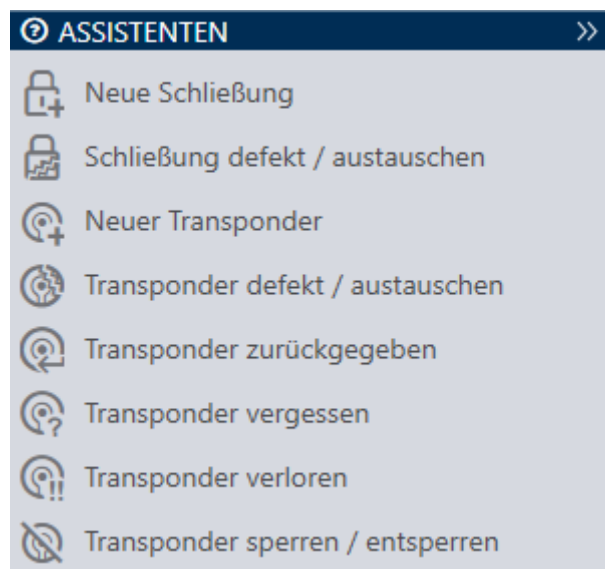 ASSISTENTEN
Neue Schließung
Schließung defekt / austauschen
Neuer Transponder
Transponder defekt / austauschen
Transponder zurückgegeben
Transponder vergessen
Transponder verloren
Transponder sperren / entsperren